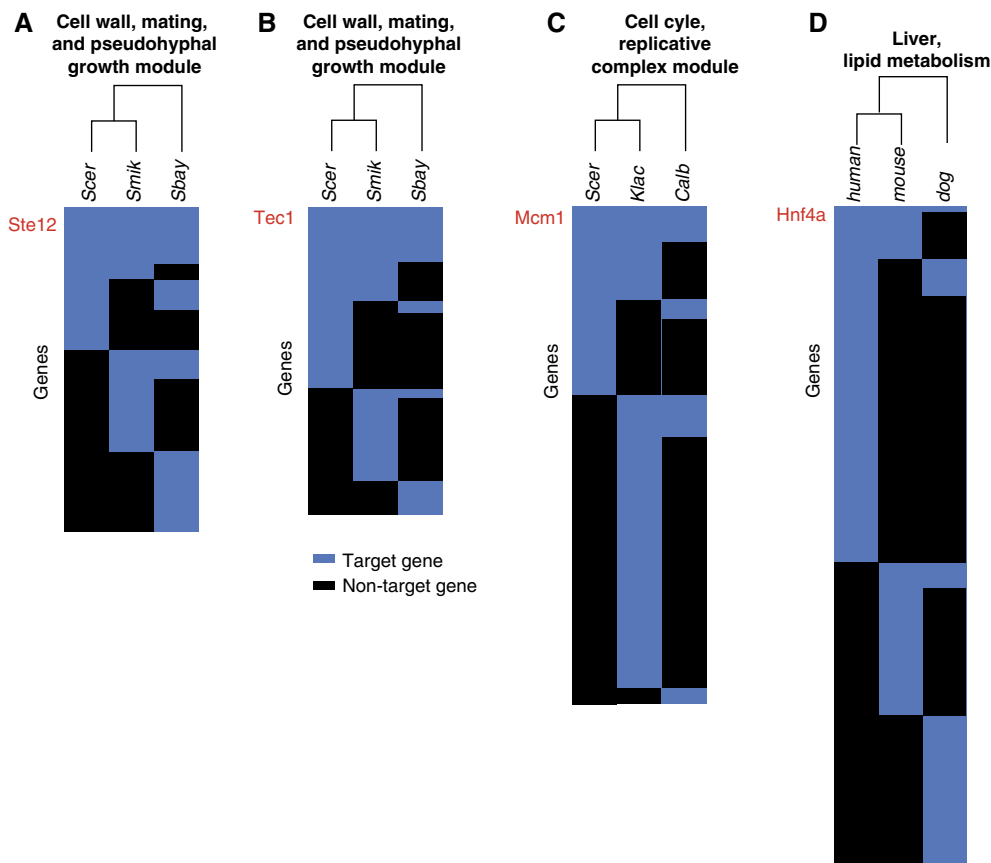 A
Cell wall, mating,
and pseudohyphal
growth module
Scer
Smik
Sbay
Ste12
Genes
B
Cell wall, mating,
and pseudohyphal
growth module
Scer
Smik
Sbay
Tec1
Genes
Target gene
Non-target gene
C
Cell cyle,
replicative
complex module
Scer
Klac
Calb
Mcm1
Genes
D
Liver,
lipid metabolism
human
mouse
dog
Hnf4a
Genes